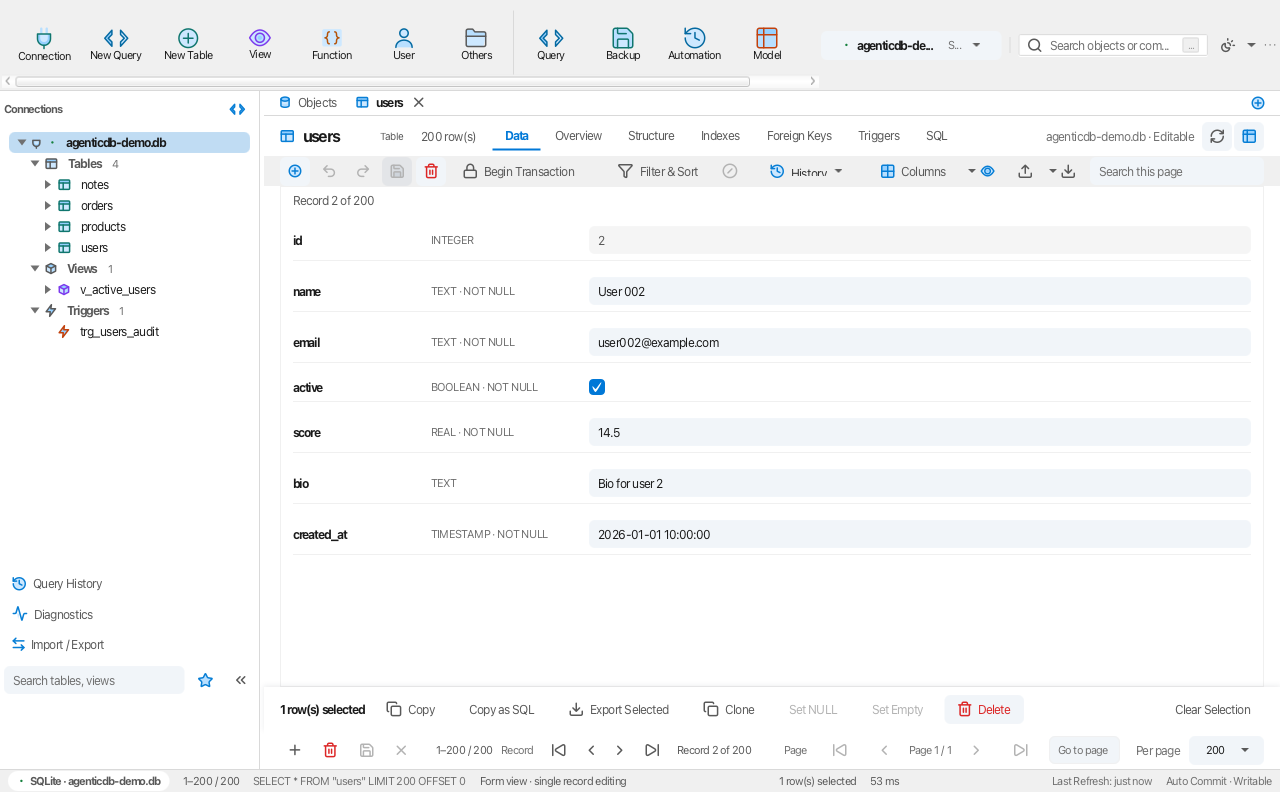 Connection
New Query
New Table
View
Function
User
Others
Query
Backup
Automation
Model
agenticdb-de...
S...
Search objects or com...
...
Connections
agenticdb-demo.db
Tables 4
notes
orders
products
users
Views 1
v_active_users
Triggers 1
trg_users_audit
Query History
Diagnostics
Import / Export
Search tables, views
Objects
users
users Table 200 row(s) Data Overview Structure Indexes Foreign Keys Triggers SQL agenticdb-demo.db · Editable
Begin Transaction Filter & Sort History Columns Search this page
Record 2 of 200
id INTEGER 2
name TEXT · NOT NULL User 002
email TEXT · NOT NULL user002@example.com
active BOOLEAN · NOT NULL
score REAL · NOT NULL 14.5
bio TEXT Bio for user 2
created_at TIMESTAMP · NOT NULL 2026-01-01 10:00:00
1 row(s) selected Copy Copy as SQL Export Selected Clone Set NULL Set Empty Delete Clear Selection
1–200 / 200 Record Record 2 of 200 Page Page 1 / 1 Go to page Per page 200
SQLite · agenticdb-demo.db 1–200 / 200 SELECT * FROM "users" LIMIT 200 OFFSET 0 Form view · single record editing 1 row(s) selected 53 ms Last Refresh: just now Auto Commit · Writable